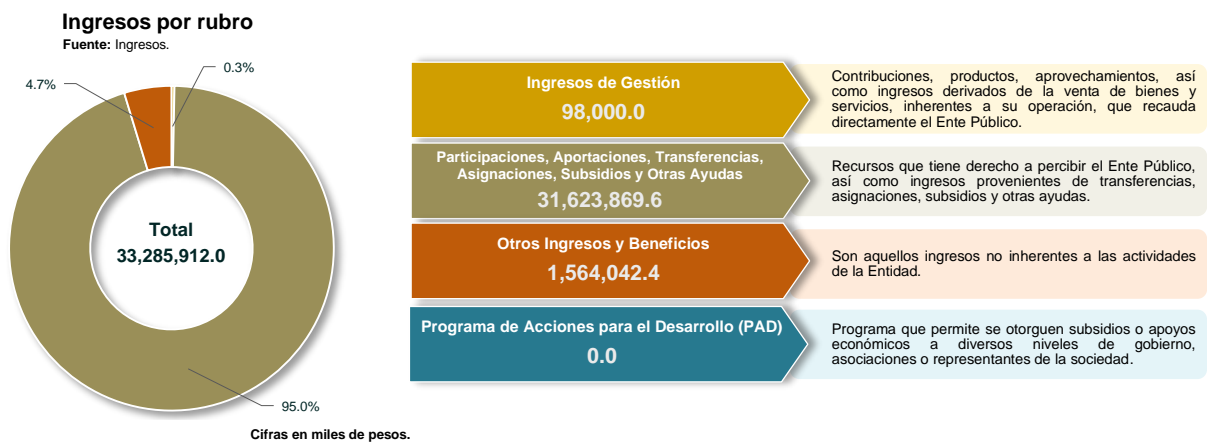 Ingresos por rubro
Fuente: Ingresos.
0.3%
4.7%
Total
33,285,912.0
95.0%
Cifras en miles de pesos.
Ingresos de Gestión
98,000.0
Contribuciones, productos, aprovechamientos, así
como ingresos derivados de la venta de bienes y
servicios, inherentes a su operación, que recauda
directamente el Ente Público.
Participaciones, Aportaciones, Transferencias,
Asignaciones, Subsidios y Otras Ayudas
31,623,869.6
Recursos que tiene derecho a percibir el Ente Público,
así como ingresos provenientes de transferencias,
asignaciones, subsidios y otras ayudas.
Otros Ingresos y Beneficios
1,564,042.4
Son aquellos ingresos no inherentes a las actividades
de la Entidad.
Programa de Acciones para el Desarrollo (PAD)
0.0
Programa que permite se otorguen subsidios o apoyos
económicos a diversos niveles de gobierno,
asociaciones o representantes de la sociedad.